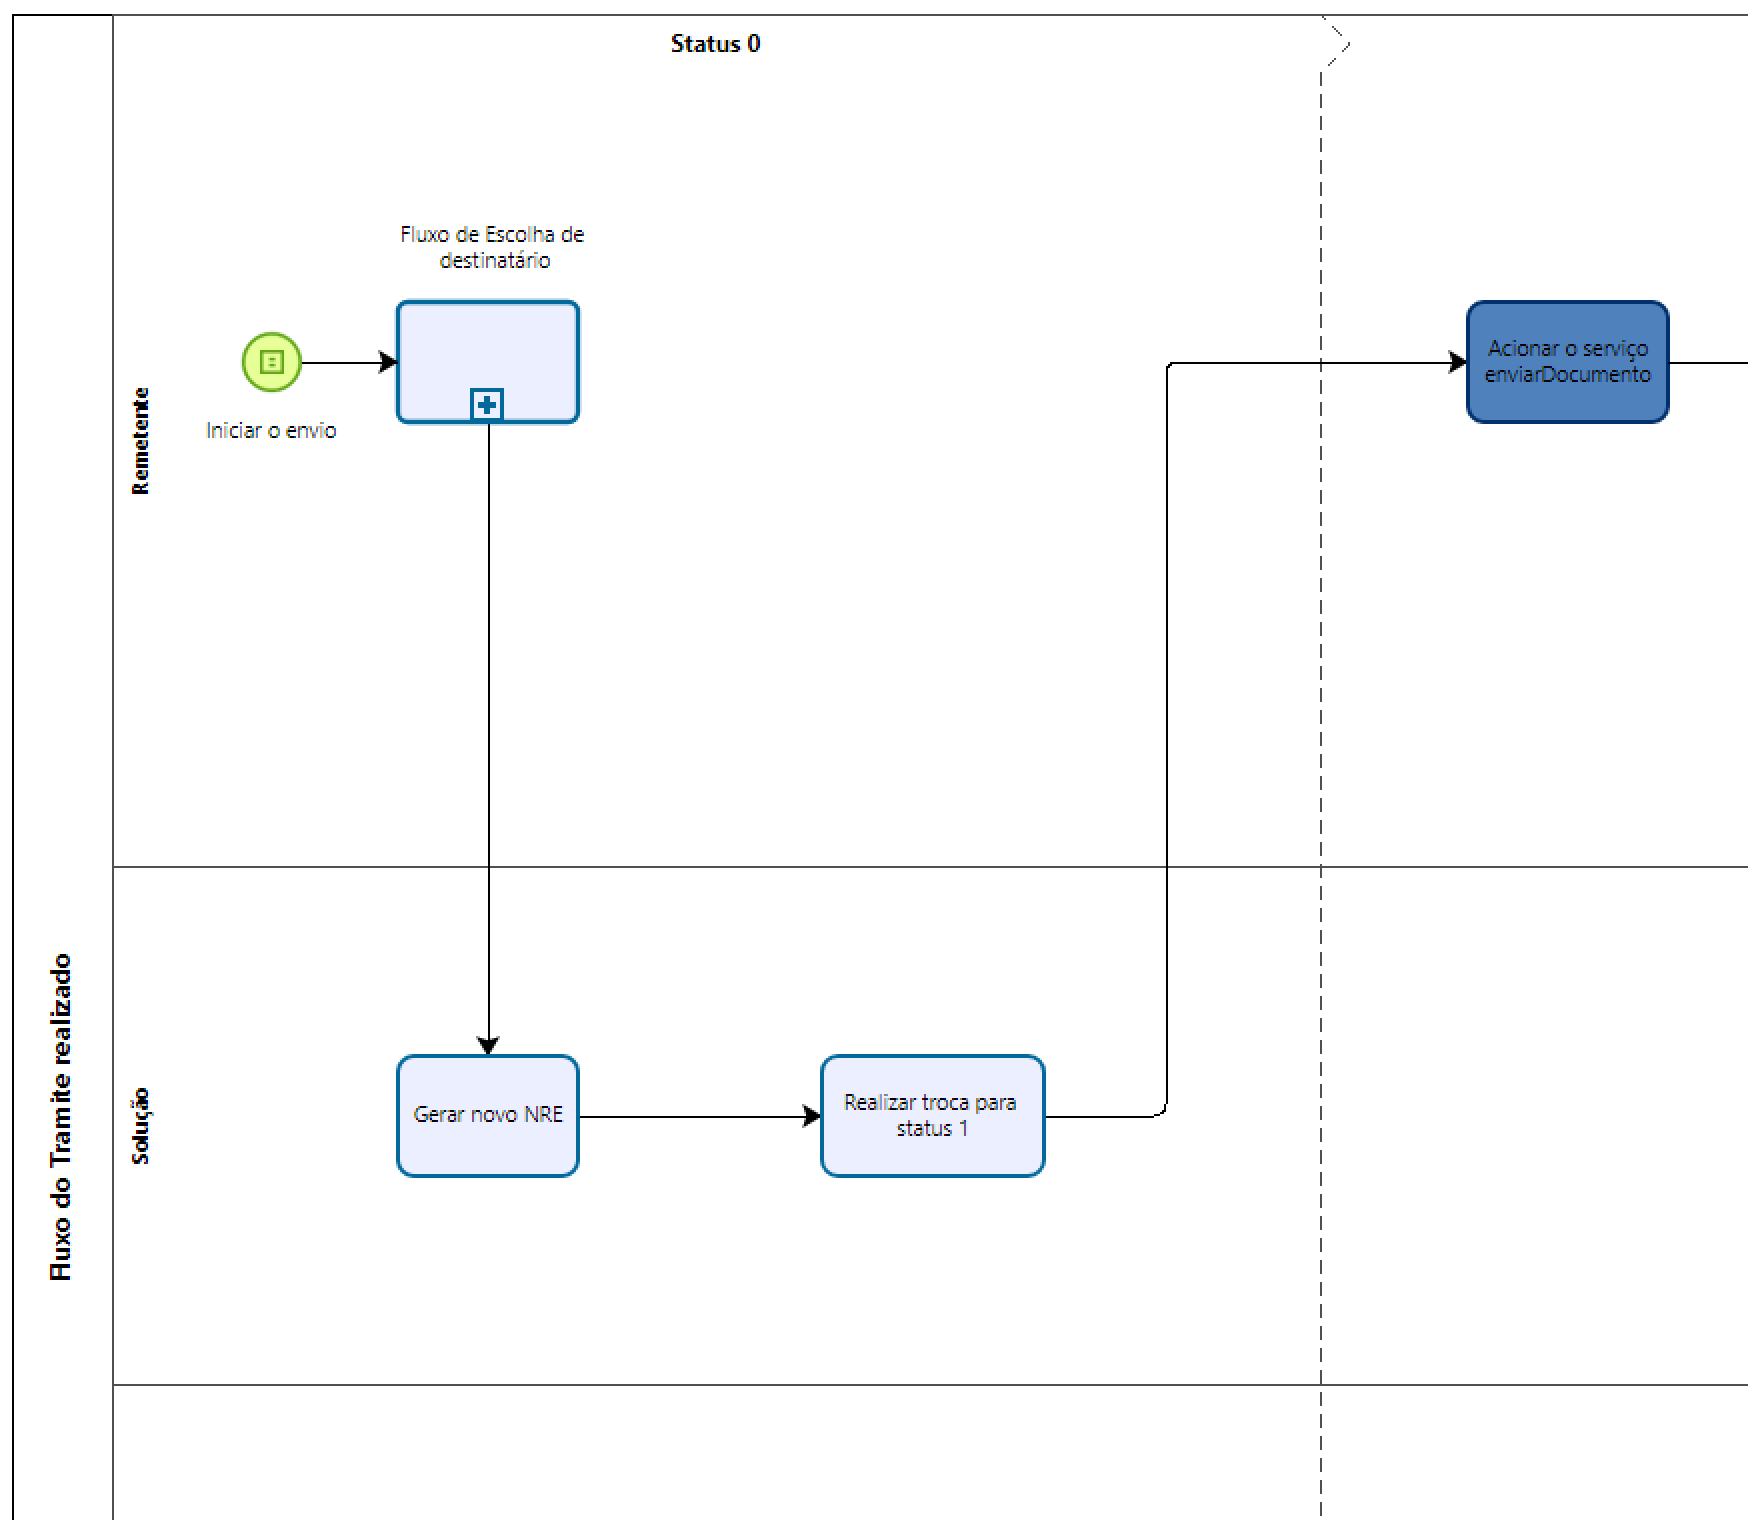 Status 0
Fluxo de Escolha de
destinatário
Iniciar o envio
Acionar o serviço
enviarDocumento
Remetente
Gerar novo NRE
Realizar troca para
status 1
Solução
Fluxo do Tramite realizado